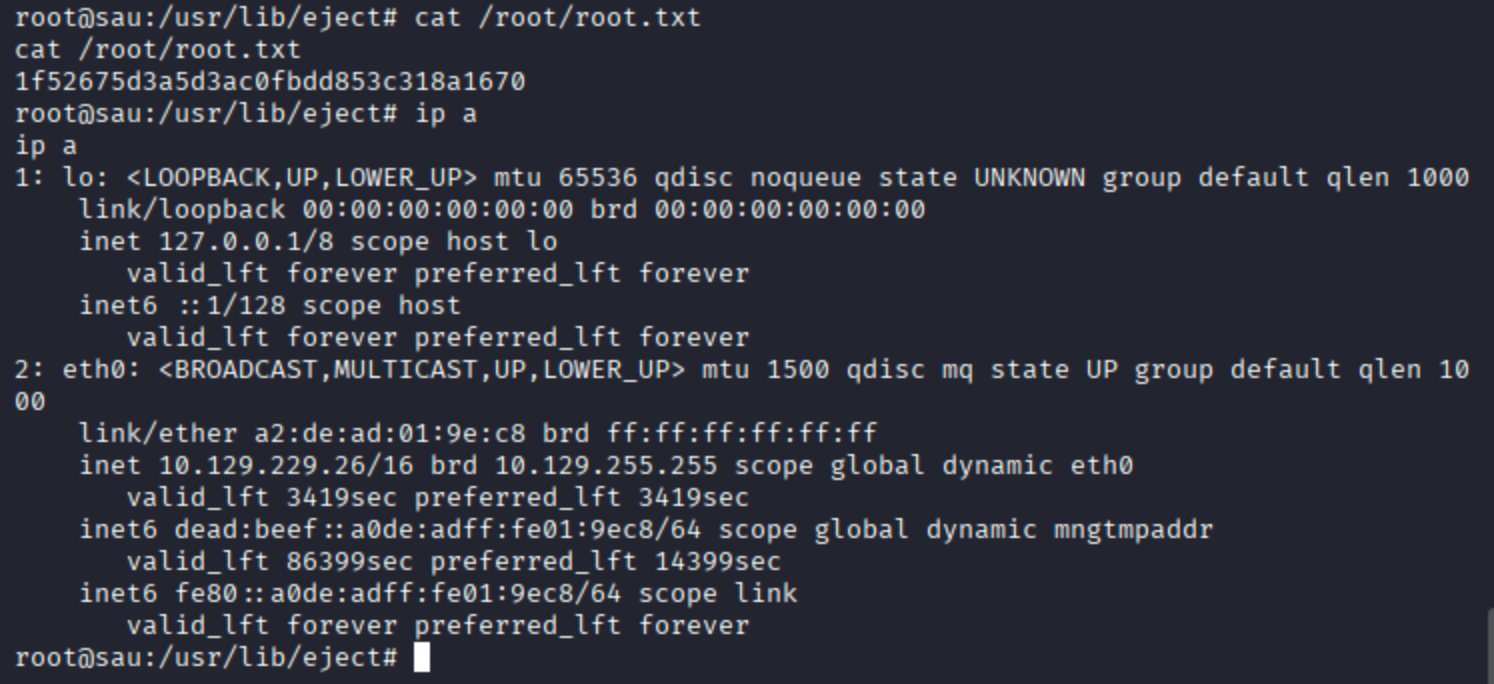 root@sau:/usr/lib/eject# cat /root/root.txt
cat /root/root.txt
1f52675d3a5d3ac0fbdd853c318a1670
root@sau:/usr/lib/eject# ip a
ip a
1: lo: <LOOPBACK,UP,LOWER_UP> mtu 65536 qdisc noqueue state UNKNOWN group default qlen 1000
    link/loopback 00:00:00:00:00:00 brd 00:00:00:00:00:00
    inet 127.0.0.1/8 scope host lo
       valid_lft forever preferred_lft forever
    inet6 ::1/128 scope host
       valid_lft forever preferred_lft forever
2: eth0: <BROADCAST,MULTICAST,UP,LOWER_UP> mtu 1500 qdisc mq state UP group default qlen 10
00
    link/ether a2:de:ad:01:9e:c8 brd ff:ff:ff:ff:ff:ff
    inet 10.129.229.26/16 brd 10.129.255.255 scope global dynamic eth0
       valid_lft 3419sec preferred_lft 3419sec
    inet6 dead:beef::a0de:adff:fe01:9ec8/64 scope global dynamic mngtmpaddr
       valid_lft 86399sec preferred_lft 14399sec
    inet6 fe80::a0de:adff:fe01:9ec8/64 scope link
       valid_lft forever preferred_lft forever
root@sau:/usr/lib/eject#